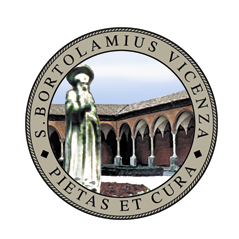 S. BORTOLAMIUS VICENZA
PIETAS ET CURA